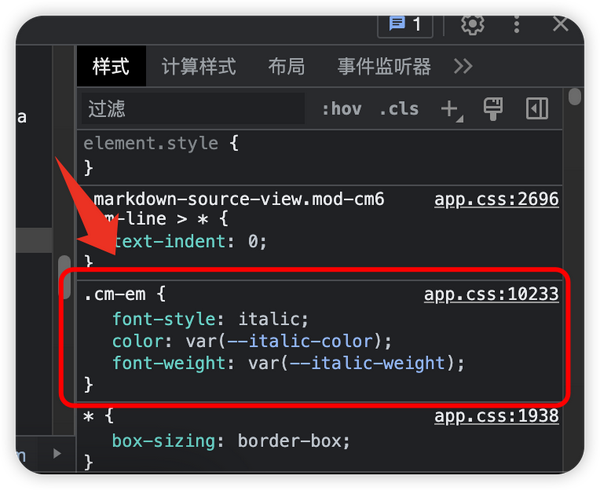 1
样式 计算样式 布局 事件监听器
a
过滤 :hov .cls
element.style {
}
.markdown-source-view.mod-cm6 app.css:2696
m-line > * {
text-indent: 0;
}
.cm-em { app.css:10233
font-style: italic;
color: var(--italic-color);
font-weight: var(--italic-weight);
}
* { app.css:1938
box-sizing: border-box;
m
}